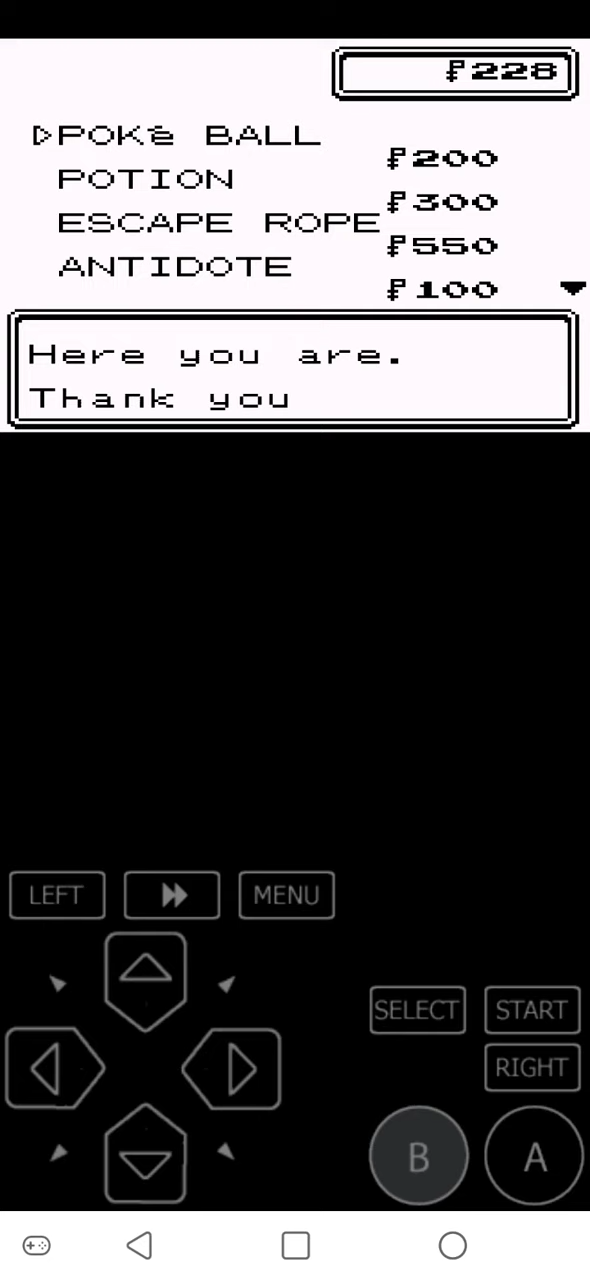 ₽228
▷POKé BALL
₽200
POTION
₽300
ESCAPE ROPE
₽550
ANTIDOTE
₽100
Here you are.
Thank you
LEFT
MENU
SELECT
START
RIGHT
B
A